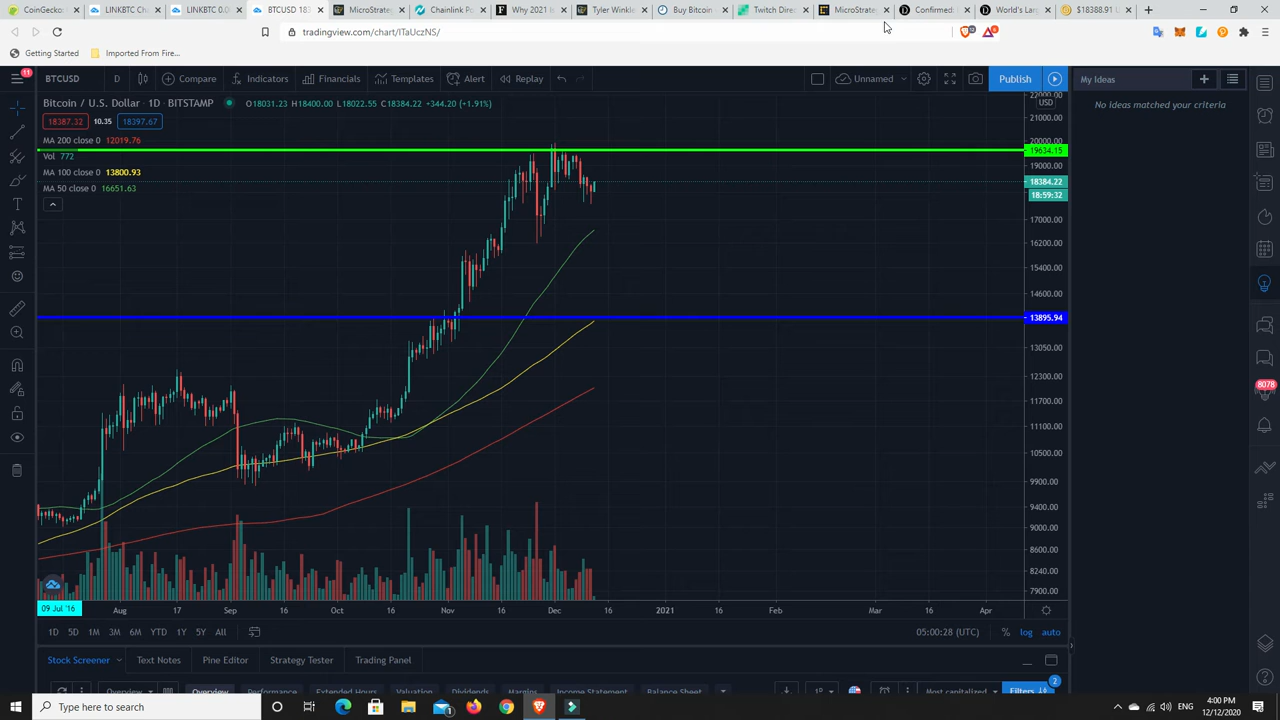 CoinGecko
LINKBTC Ch
LINKBTC 0.0
BTCUSD 183
MicroStrate
Chainlink Po
Why 2021 Is
Tyler Winkle
Buy Bitcoin
Twitch Direc
MicroStrate
Confirmed:
World's Lar
$18388.91 U
tradingview.com/chart/ITaUczNS/
Getting Started
Imported From Fire...
11
BTCUSD
D
Compare
Indicators
Financials
Templates
Alert
Replay
Unnamed
Publish
My Ideas
No ideas matched your criteria
Bitcoin / U.S. Dollar · 1D · BITSTAMP
O18031.23 H18400.00 L18022.55 C18384.22 +344.20 (+1.91%)
18387.32
10.35
18397.67
MA 200 close 0 12019.76
Vol 772
MA 100 close 0 13800.93
MA 50 close 0 16651.63
22000.00
USD
21000.00
20000.00
19634.15
19000.00
18384.22
18:59:32
17000.00
16200.00
15400.00
14600.00
13895.94
13050.00
12300.00
11700.00
11100.00
10500.00
9900.00
9400.00
9000.00
8600.00
8240.00
7900.00
8078
09 Jul '16
Aug
17
Sep
16
Oct
16
Nov
16
Dec
16
2021
16
Feb
Mar
16
Apr
1D 5D 1M 3M 6M YTD 1Y 5Y All
05:00:28 (UTC)
%
log
auto
Stock Screener
Text Notes
Pine Editor
Strategy Tester
Trading Panel
Overview
Overview
Performance
Extended Hours
Valuation
Dividends
Margins
Income Statement
Balance Sheet
1D
Most capitalized
Filters
2
Type here to search
1
ENG
4:00 PM
12/12/2020